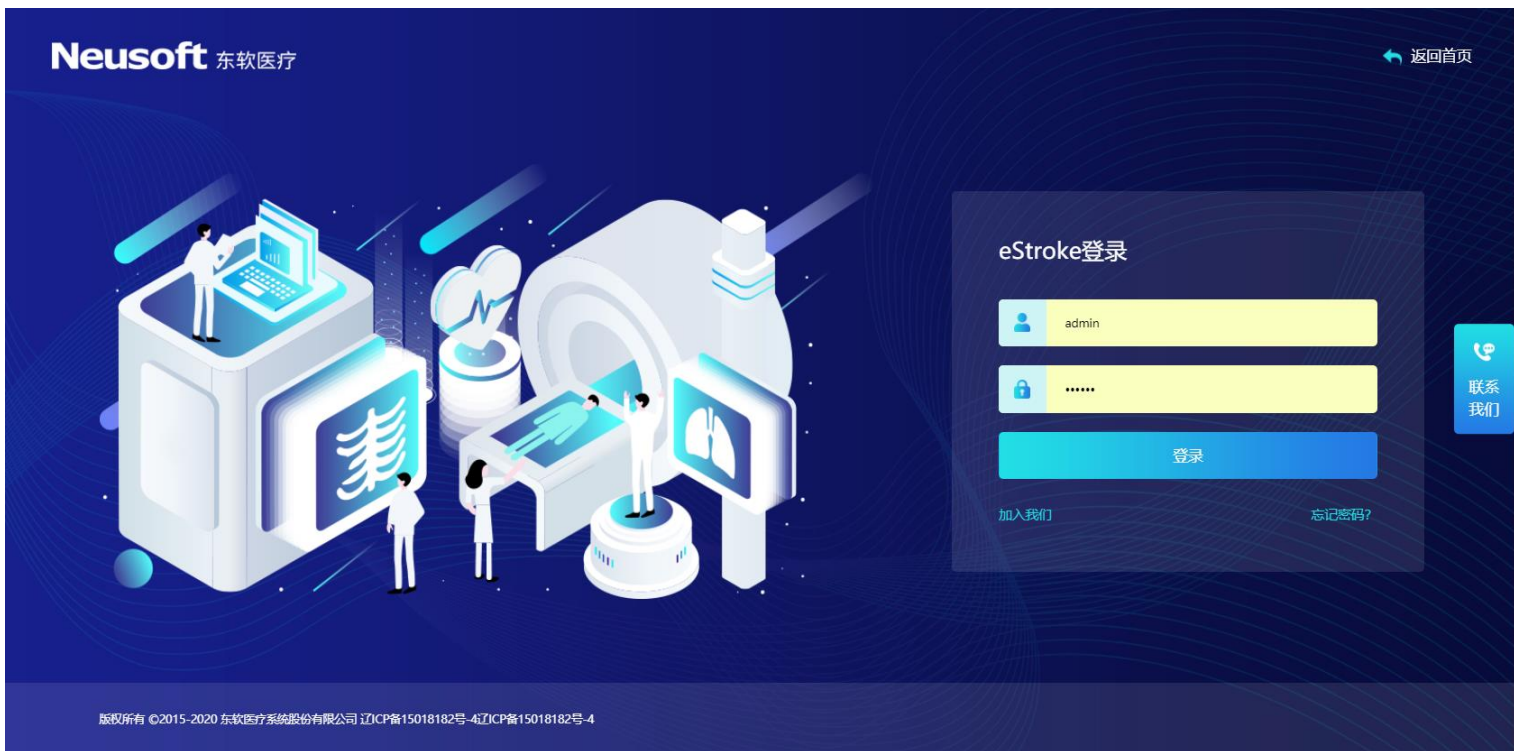 Neusoft 东软医疗
返回首页
eStroke登录
admin
••••••
登录
加入我们
忘记密码?
联系
我们
版权所有 ©2015-2020 东软医疗系统股份有限公司 辽ICP备15018182号-4辽ICP备15018182号-4